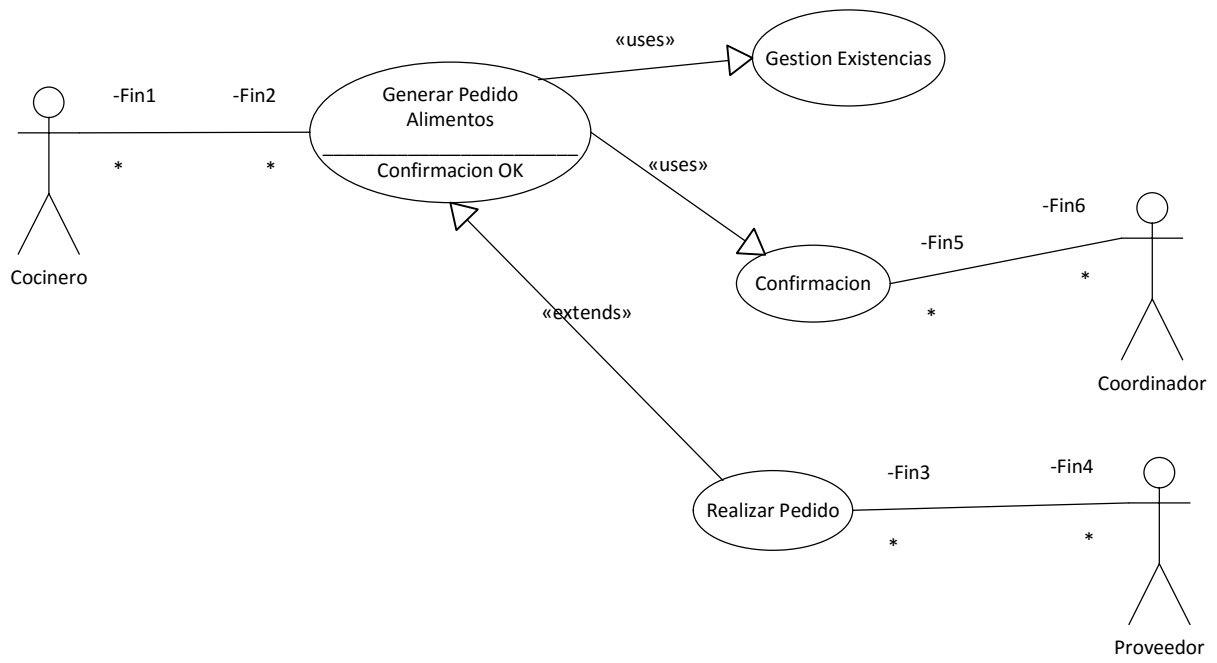 «uses»
Gestion Existencias
-Fin1
-Fin2
Generar Pedido
Alimentos
*
*
Confirmacion OK
«uses»
Cocinero
-Fin5
-Fin6
Confirmacion
*
*
«extends»
Coordinador
-Fin3
-Fin4
Realizar Pedido
*
*
Proveedor